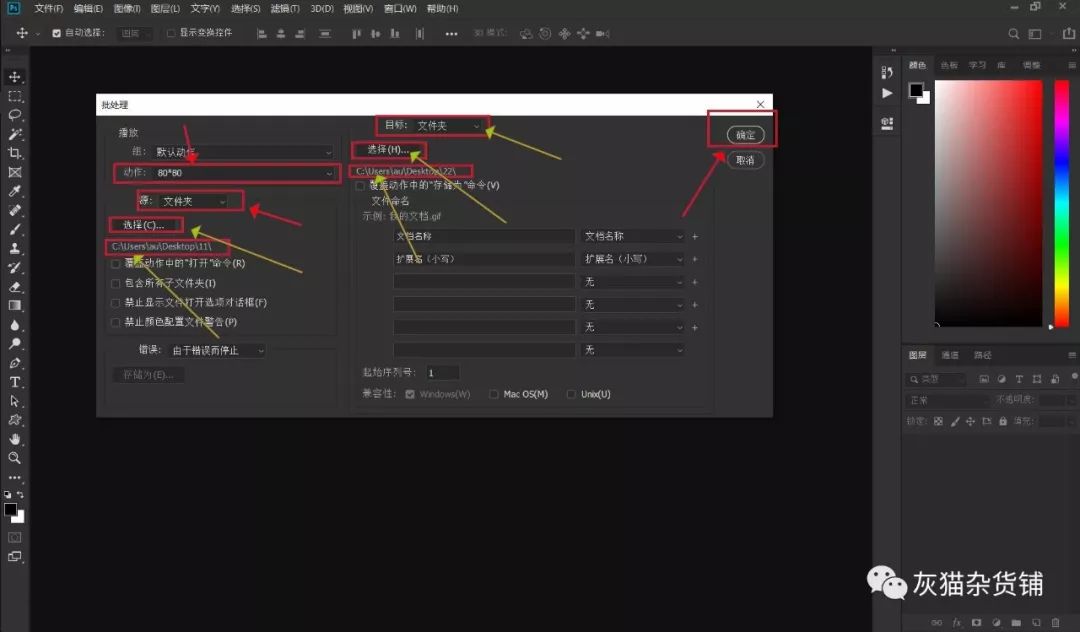 Ps 文件(F) 编辑(E) 图像(I) 图层(L) 文字(Y) 选择(S) 滤镜(T) 3D(D) 视图(V) 窗口(W) 帮助(H)
自动选择: 显示变换控件 3D 模式:
颜色 色板 学习 库 调整
批处理
播放
组: 默认动作
动作: 80*80
源: 文件夹
选择(C)...
C:\Users\au\Desktop\11\
覆盖动作中的"打开"命令(R)
包含所有子文件夹(I)
禁止显示文件打开选项对话框(F)
禁止颜色配置文件警告(P)
错误: 由于错误而停止
存储为(E)...
目标: 文件夹
选择(H)...
C:\Users\au\Desktop\22\
覆盖动作中的"存储为"命令(V)
文件命名
示例: 我的文档.gif
文档名称 文档名称 +
扩展名（小写） 扩展名（小写） +
无 +
无 +
无 +
无
起始序列号: 1
兼容性: Windows(W) Mac OS(M) Unix(U)
确定
取消
图层 通道 路径
类型
正常 不透明度:
锁定: 填充:
灰猫杂货铺